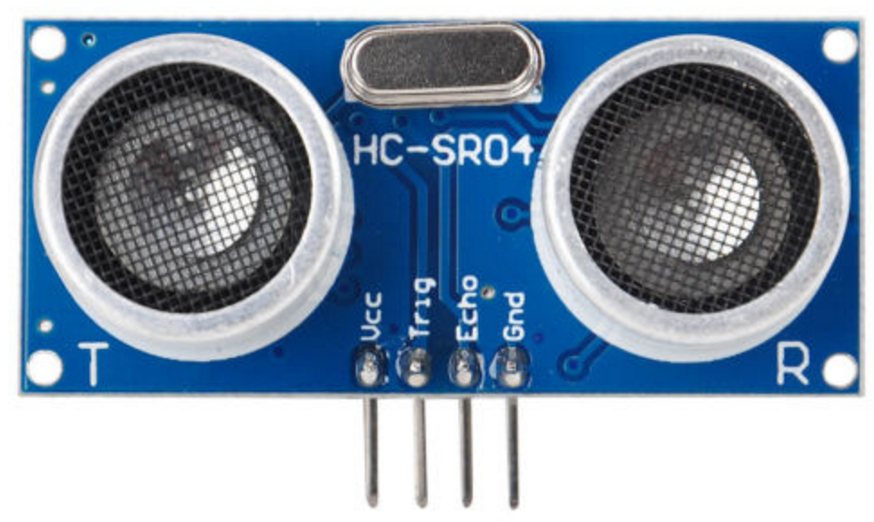 HC-SR04
Vcc
Trig
Echo
Gnd
T
R